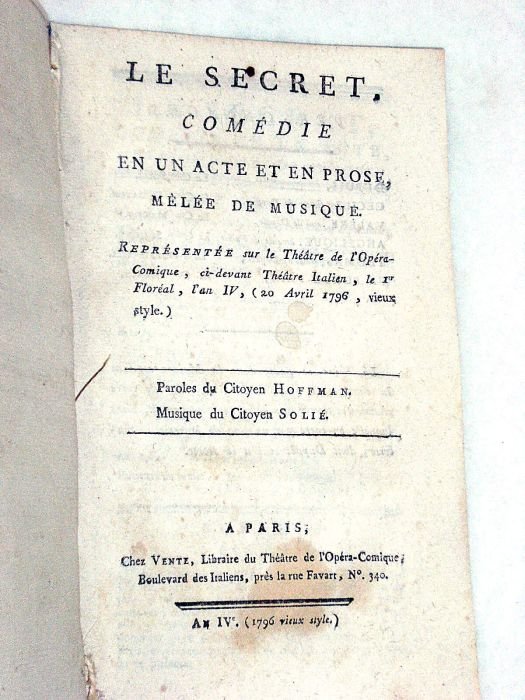 LE SECRET,
COMÉDIE
EN UN ACTE ET EN PROSE,
MÈLÉE DE MUSIQUE.
REPRÉSENTÉE sur le Théâtre de l'Opéra-
Comique, ci-devant Théâtre Italien, le 1er
Floréal, l'an IV, (20 Avril 1796, vieux
style.)
Paroles du Citoyen HOFFMAN.
Musique du Citoyen SOLIÉ.
A PARIS,
Chez VENTE, Libraire du Théâtre de l'Opéra-Comique,
Boulevard des Italiens, près la rue Favart, N°. 340.
AN IVe. (1796 vieux style.)